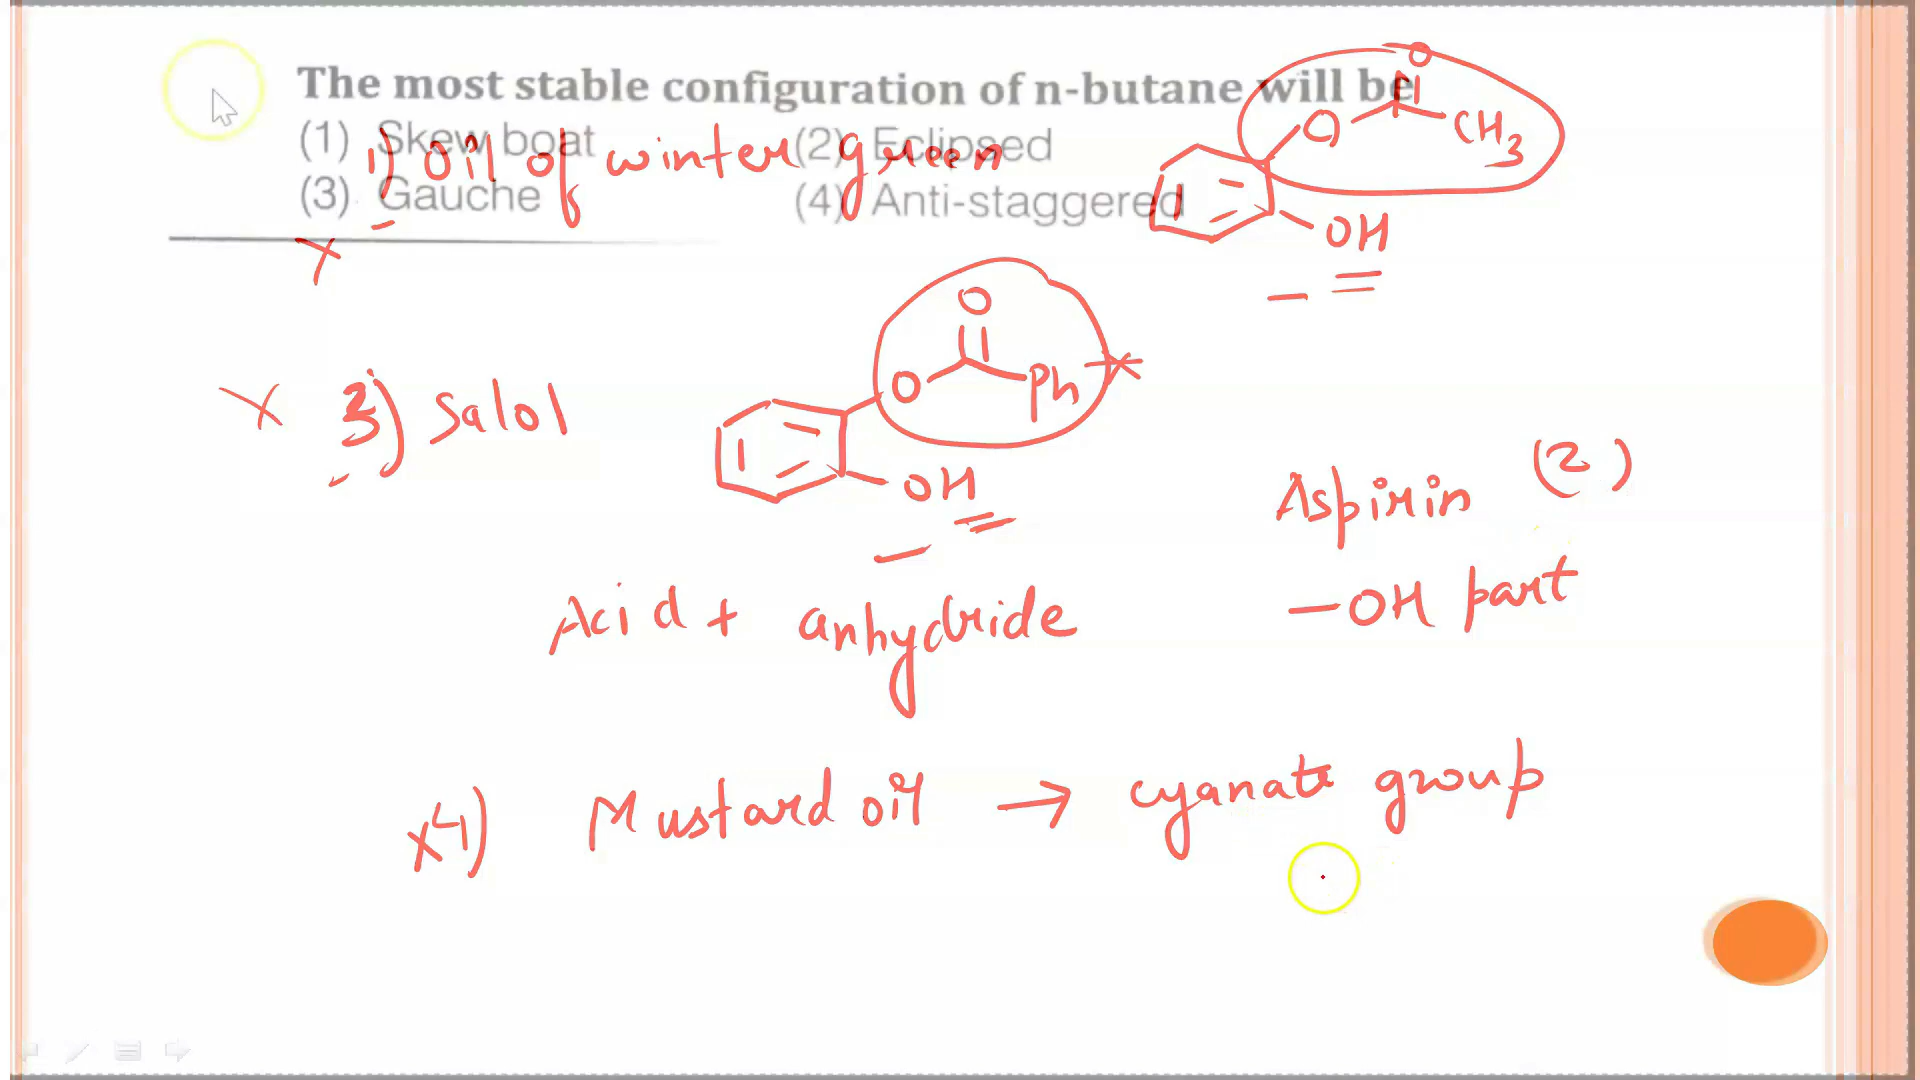 The most stable configuration of n-butane will be
(1) Skew boat (2) Eclipsed
(3) Gauche (4) Anti-staggered
1) Oil of winter green
O
O
CH3
OH
X
O
O
Ph
X
OH
X 3) Salol
Aspirin (2)
-OH part
Acid + anhydride
X 4) Mustard oil → cyanate group